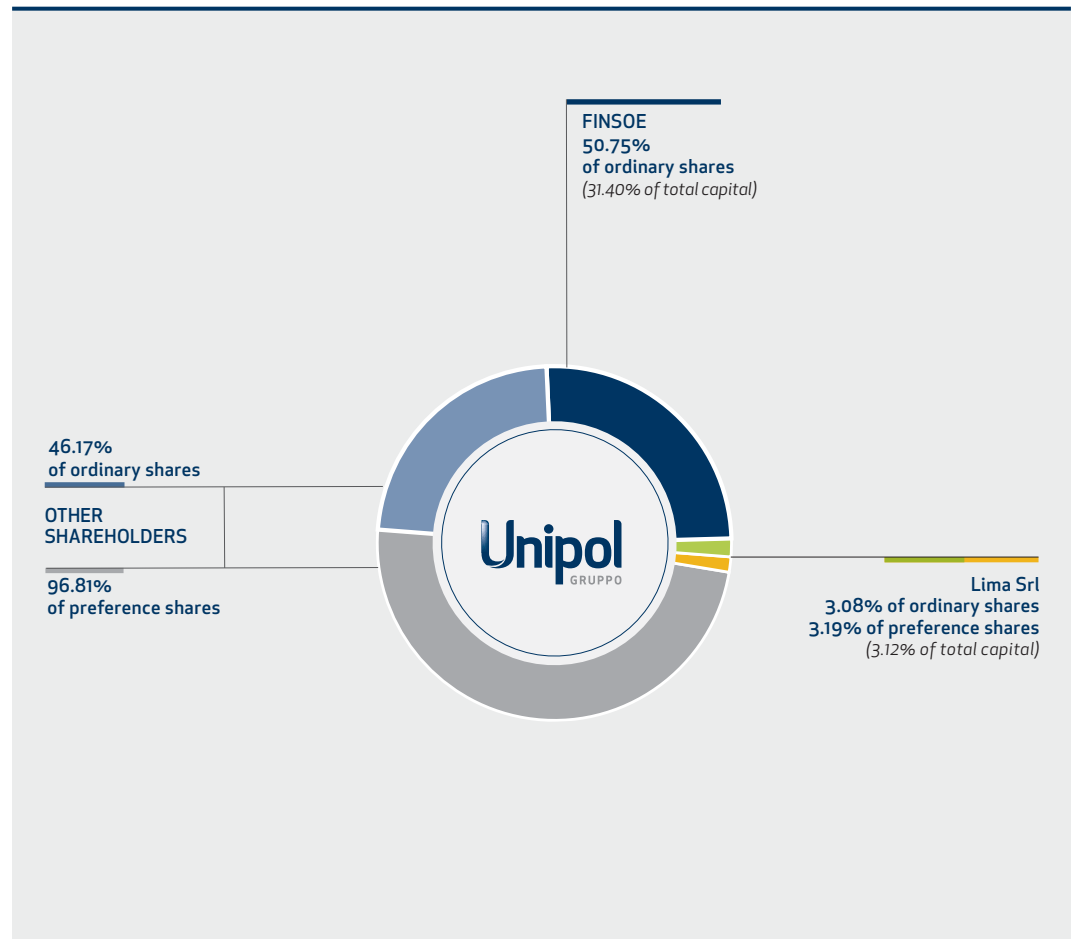 FINSOE
50.75%
of ordinary shares
(31.40% of total capital)
46.17%
of ordinary shares
OTHER
SHAREHOLDERS
96.81%
of preference shares
Unipol
GRUPPO
Lima Srl
3.08% of ordinary shares
3.19% of preference shares
(3.12% of total capital)